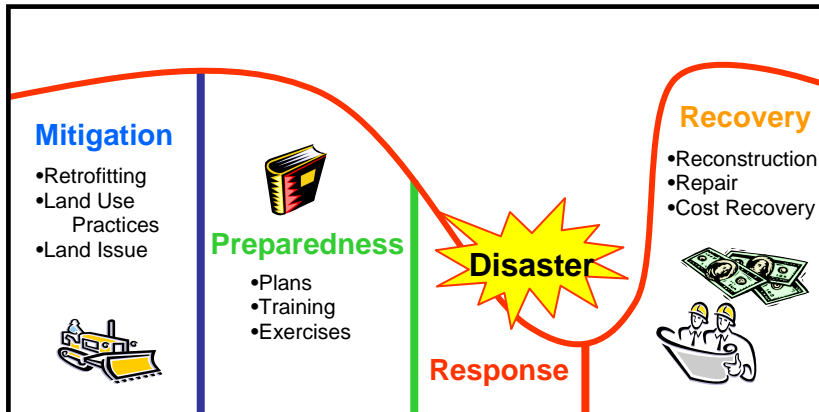 Mitigation
•Retrofitting
•Land Use
Practices
•Land Issue
Preparedness
•Plans
•Training
•Exercises
Disaster
Response
Recovery
•Reconstruction
•Repair
•Cost Recovery